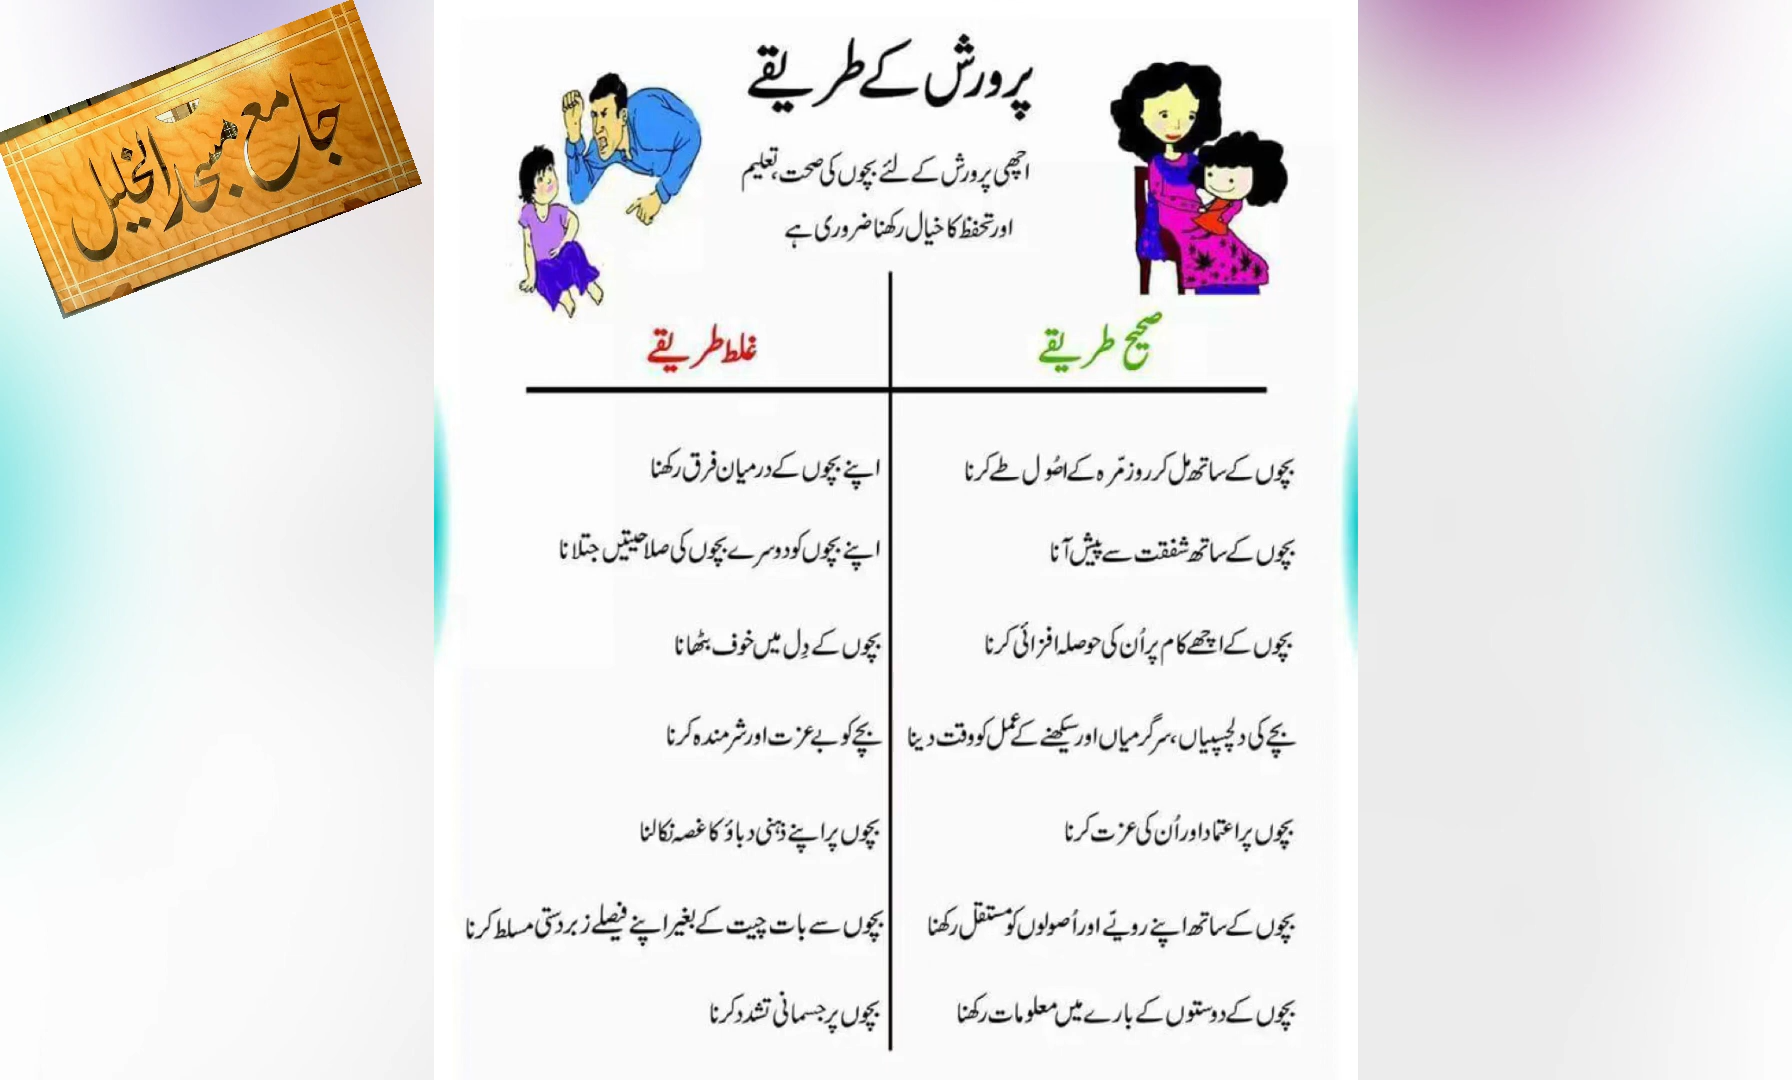 جامع مسجد الخلیل
پرورش کے طریقے
اچھی پرورش کے لئے بچوں کی صحت، تعلیم
اور تحفظ کا خیال رکھنا ضروری ہے
صحیح طریقے
غلط طریقے
بچوں کے ساتھ مل کر روزمّرہ کے اصُول طے کرنا
اپنے بچوں کے درمیان فرق رکھنا
بچوں کے ساتھ شفقت سے پیش آنا
اپنے بچوں کو دوسرے بچوں کی صلاحیتیں جتلانا
بچوں کے اچھے کام پر اُن کی حوصلہ افزائی کرنا
بچوں کے دِل میں خوف بٹھانا
بچے کی دلچسپیاں، سرگرمیاں اور سیکھنے کے عمل کو وقت دینا
بچے کو بے عزت اور شرمندہ کرنا
بچوں پر اعتماد اور اُن کی عزت کرنا
بچوں پر اپنے ذہنی دباؤ کا غصہ نکالنا
بچوں کے ساتھ اپنے رویےّ اور اُصولوں کو مستقل رکھنا
بچوں سے بات چیت کے بغیر اپنے فیصلے زبردستی مسلط کرنا
بچوں کے دوستوں کے بارے میں معلومات رکھنا
بچوں پر جسمانی تشدد کرنا